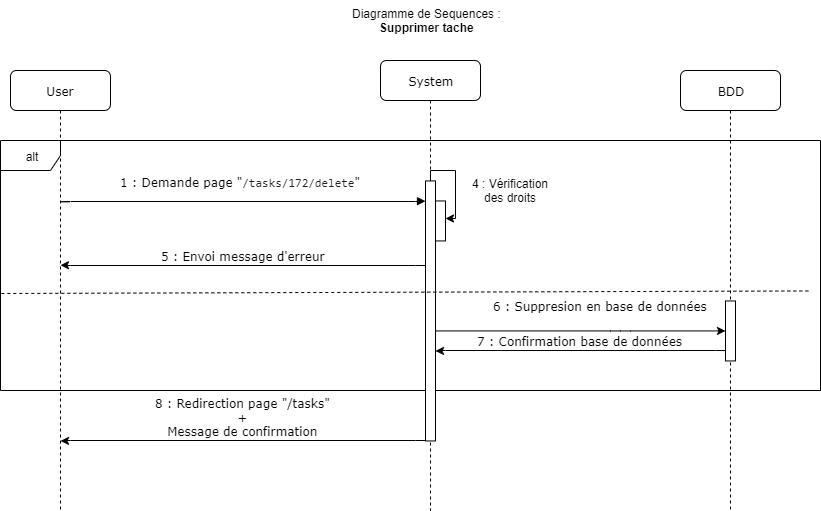 Diagramme de Sequences :
Supprimer tache
User
System
BDD
alt
1 : Demande page "/tasks/172/delete"
4 : Vérification
des droits
5 : Envoi message d'erreur
6 : Suppresion en base de données
7 : Confirmation base de données
8 : Redirection page "/tasks"
+
Message de confirmation